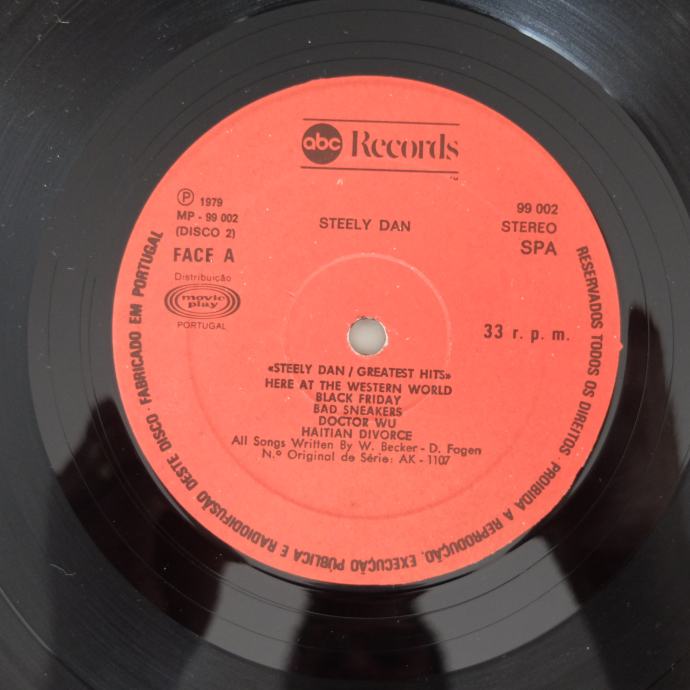 abc Records
℗ 1979
MP - 99 002
(DISCO 2)
FACE A
Distribuição
movie play
PORTUGAL
STEELY DAN
99 002
STEREO
SPA
33 r. p. m.
«STEELY DAN / GREATEST HITS»
HERE AT THE WESTERN WORLD
BLACK FRIDAY
BAD SNEAKERS
DOCTOR WU
HAITIAN DIVORCE
All Songs Written By W. Becker - D. Fagen
N.º Original de Série: AK - 1107
RESERVADOS TODOS OS DIREITOS · PROIBIDA A REPRODUÇÃO, EXECUÇÃO PÚBLICA E RADIODIFUSÃO DESTE DISCO · FABRICADO EM PORTUGAL